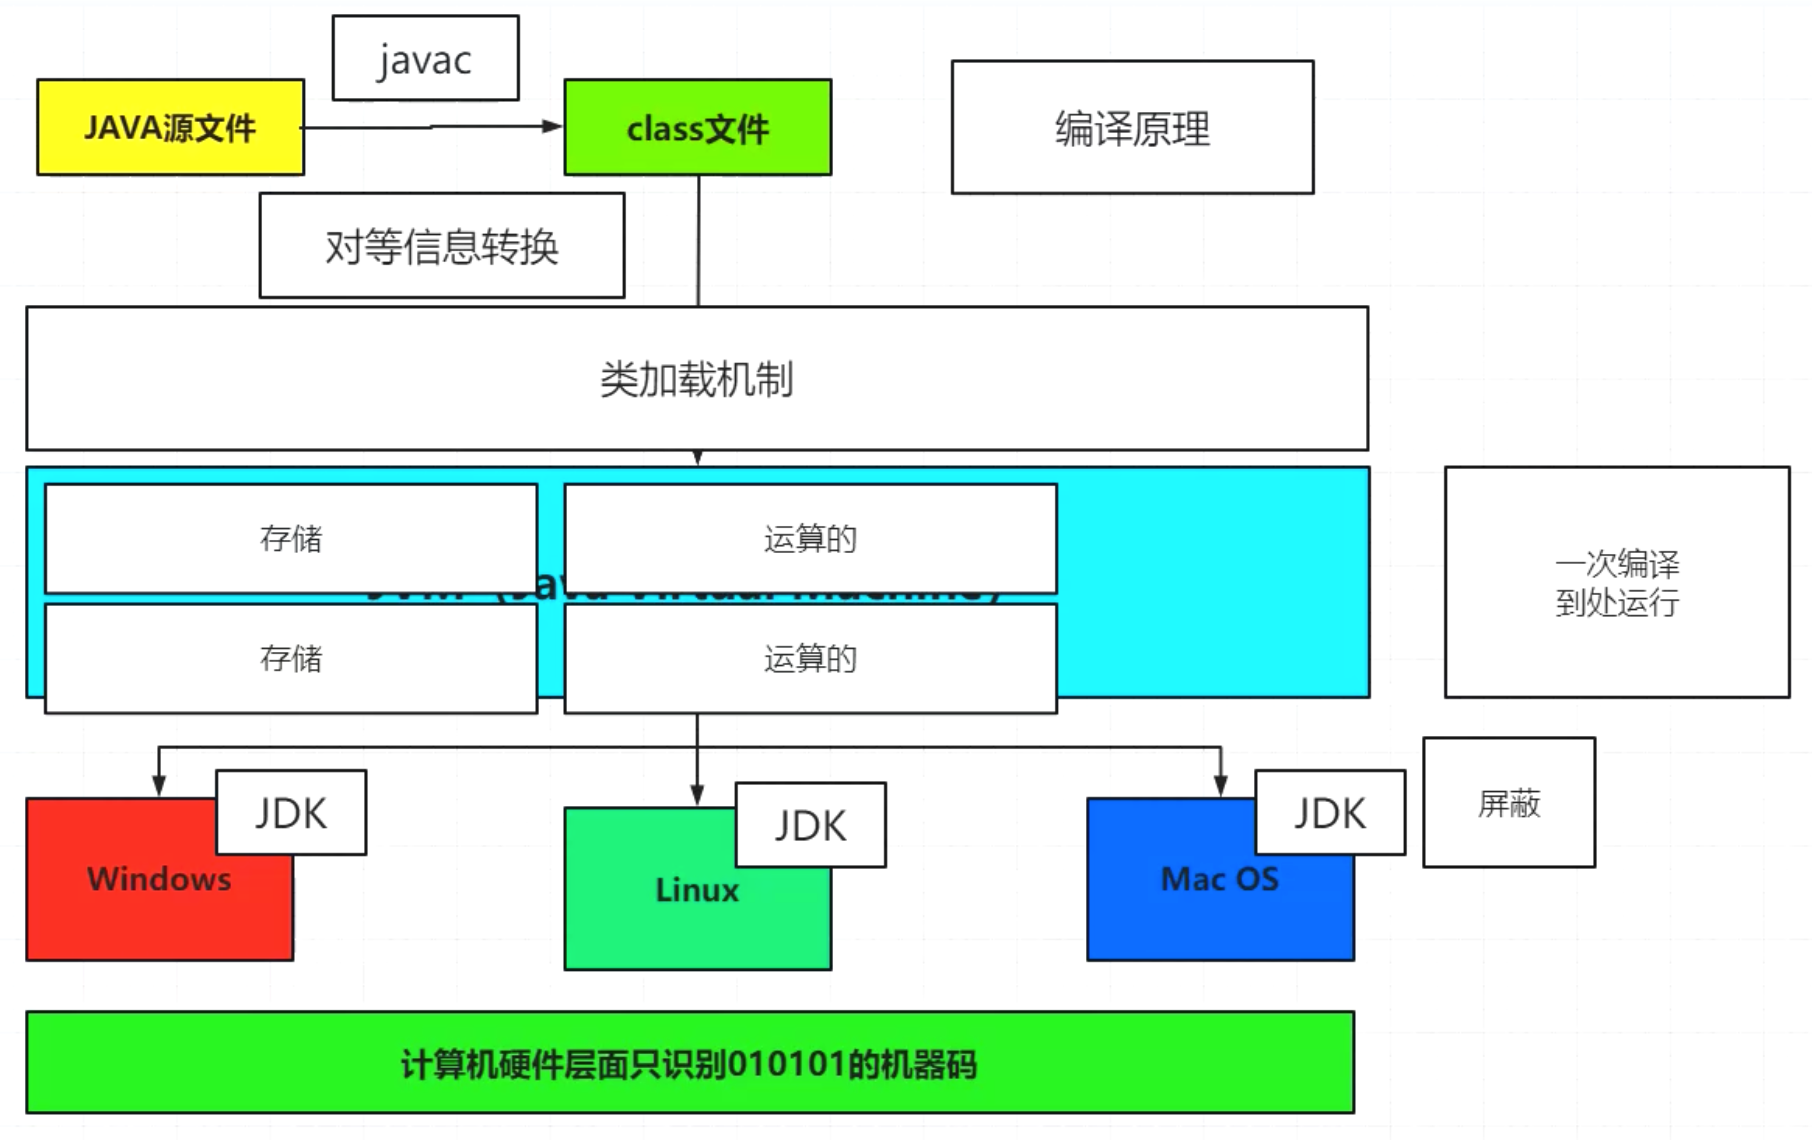 javac
JAVA源文件
class文件
编译原理
对等信息转换
类加载机制
存储
运算的
存储
运算的
一次编译
到处运行
JDK
JDK
JDK
屏蔽
Windows
Linux
Mac OS
计算机硬件层面只识别010101的机器码